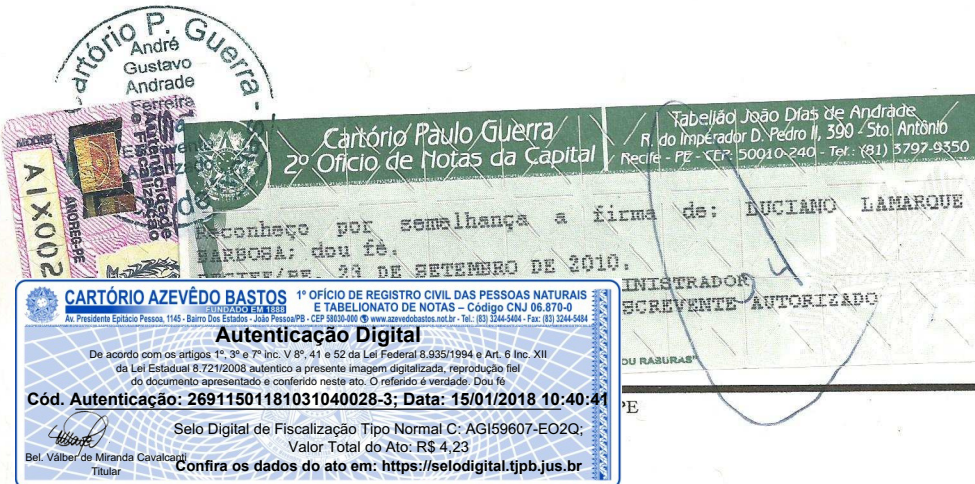 Cartório P. Guerra
André
Gustavo
Andrade
Ferreira
Autenticidade
e Fiscalização
ANOREG-PE
AIX002
Cartório Paulo Guerra
2º Ofício de Notas da Capital
Tabelião João Dias de Andrade
R. do Imperador D. Pedro II, 390 - Sto. Antônio
Recife - PE - CEP: 50010-240 - Tel.: (81) 3797-9350
Reconheço por semelhança a firma de: LUCIANO LAMARQUE
BARBOSA; dou fé.
RECIFE/PE, 23 DE SETEMBRO DE 2010.
INISTRADOR
SCREVENTE AUTORIZADO
OU RASURAS"
PE
CARTÓRIO AZEVÊDO BASTOS
FUNDADO EM 1888
1º OFÍCIO DE REGISTRO CIVIL DAS PESSOAS NATURAIS
E TABELIONATO DE NOTAS – Código CNJ 06.870-0
Av. Presidente Epitácio Pessoa, 1145 - Bairro Dos Estados - João Pessoa/PB - CEP 58030-000 www.azevedobastos.not.br - Tel.: (83) 3244-5404 - Fax: (83) 3244-5484
Autenticação Digital
De acordo com os artigos 1º, 3º e 7º inc. V 8º, 41 e 52 da Lei Federal 8.935/1994 e Art. 6 Inc. XII
da Lei Estadual 8.721/2008 autentico a presente imagem digitalizada, reprodução fiel
do documento apresentado e conferido neste ato. O referido é verdade. Dou fé
Cód. Autenticação: 26911501181031040028-3; Data: 15/01/2018 10:40:41
Selo Digital de Fiscalização Tipo Normal C: AGI59607-EO2Q;
Valor Total do Ato: R$ 4,23
Bel. Válber de Miranda Cavalcanti
Titular
Confira os dados do ato em: https://selodigital.tjpb.jus.br